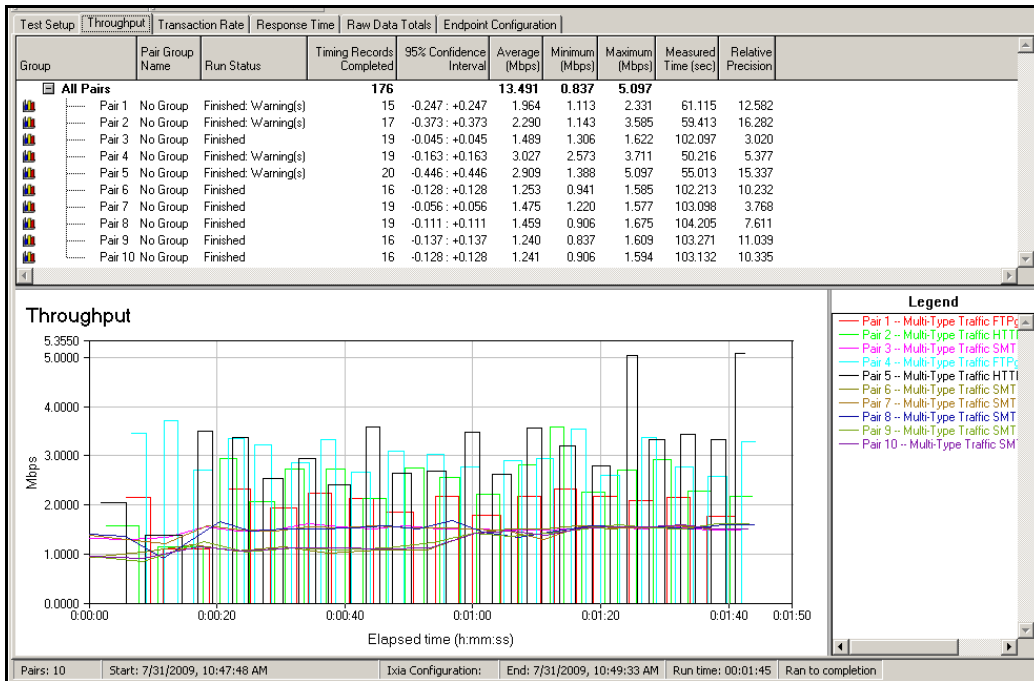 Test Setup Throughput Transaction Rate Response Time Raw Data Totals Endpoint Configuration
Group Pair Group Name Run Status Timing Records Completed 95% Confidence Interval Average (Mbps) Minimum (Mbps) Maximum (Mbps) Measured Time (sec) Relative Precision
All Pairs 176 13.491 0.837 5.097
Pair 1 No Group Finished: Warning(s) 15 -0.247 : +0.247 1.964 1.113 2.331 61.115 12.582
Pair 2 No Group Finished: Warning(s) 17 -0.373 : +0.373 2.290 1.143 3.585 59.413 16.282
Pair 3 No Group Finished 19 -0.045 : +0.045 1.489 1.306 1.622 102.097 3.020
Pair 4 No Group Finished: Warning(s) 19 -0.163 : +0.163 3.027 2.573 3.711 50.216 5.377
Pair 5 No Group Finished: Warning(s) 20 -0.446 : +0.446 2.909 1.388 5.097 55.013 15.337
Pair 6 No Group Finished 16 -0.128 : +0.128 1.253 0.941 1.585 102.213 10.232
Pair 7 No Group Finished 19 -0.056 : +0.056 1.475 1.220 1.577 103.098 3.768
Pair 8 No Group Finished 19 -0.111 : +0.111 1.459 0.906 1.675 104.205 7.611
Pair 9 No Group Finished 16 -0.137 : +0.137 1.240 0.837 1.609 103.271 11.039
Pair 10 No Group Finished 16 -0.128 : +0.128 1.241 0.906 1.594 103.132 10.335
Throughput
5.3550
5.0000
4.0000
3.0000
2.0000
1.0000
0.0000
Mbps
0:00:00 0:00:20 0:00:40 0:01:00 0:01:20 0:01:40 0:01:50
Elapsed time (h:mm:ss)
Legend
Pair 1 -- Multi-Type Traffic FTPg
Pair 2 -- Multi-Type Traffic HTTI
Pair 3 -- Multi-Type Traffic SMT
Pair 4 -- Multi-Type Traffic FTPg
Pair 5 -- Multi-Type Traffic HTTI
Pair 6 -- Multi-Type Traffic SMT
Pair 7 -- Multi-Type Traffic SMT
Pair 8 -- Multi-Type Traffic SMT
Pair 9 -- Multi-Type Traffic SMT
Pair 10 -- Multi-Type Traffic SM
Pairs: 10 Start: 7/31/2009, 10:47:48 AM Ixia Configuration: End: 7/31/2009, 10:49:33 AM Run time: 00:01:45 Ran to completion